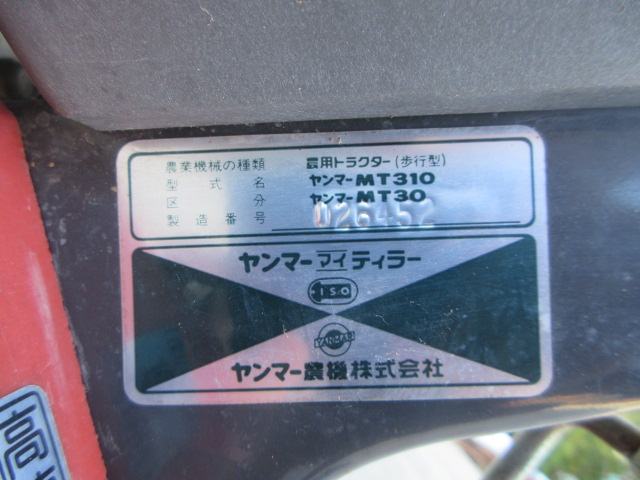 農業機械の種類 農用トラクター(歩行型)
型式名 ヤンマーMT310
区分 ヤンマーMT30
製造番号 026452
ヤンマーマイティラー
ISO
YANMAR
ヤンマー農機株式会社